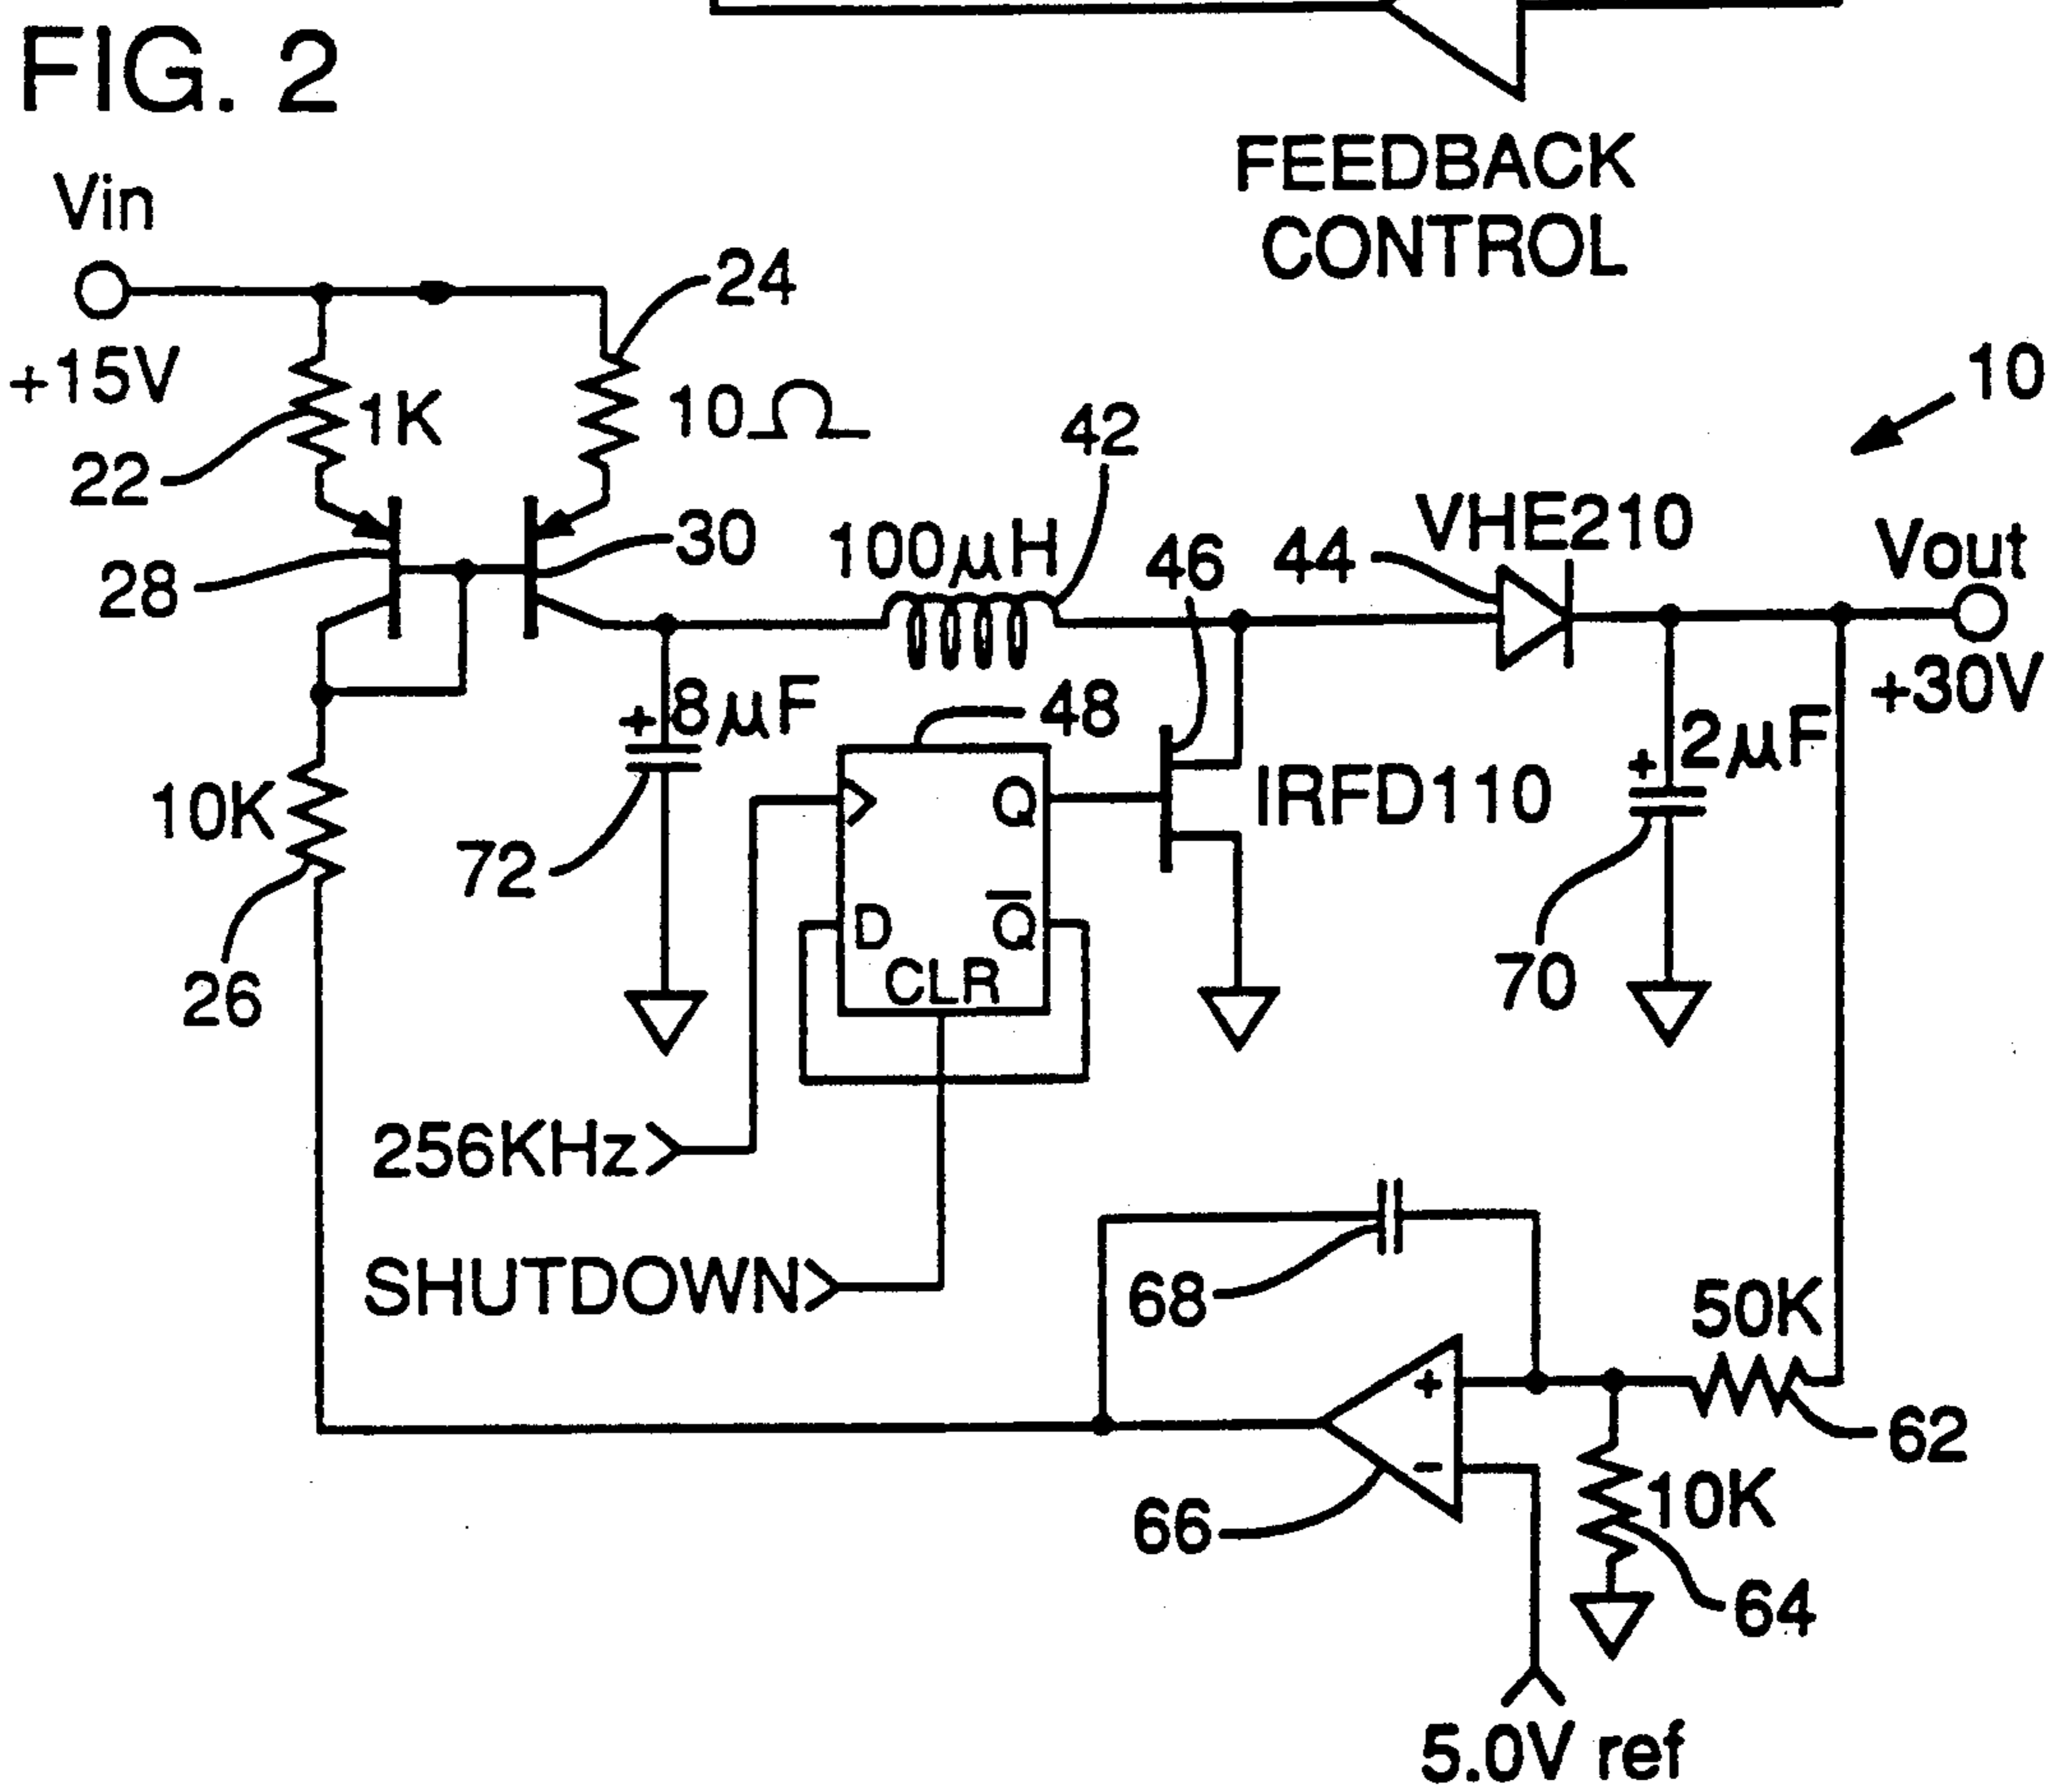 FIG. 2
FEEDBACK
CONTROL
Vin
+15V
24
10
1K
10Ω
42
22
28
30
100μH
46
44
VHE210
Vout
+30V
+
8μF
48
+
2μF
10K
72
Q
IRFD110
D
Q̅
CLR
26
70
256KHz
SHUTDOWN
68
50K
62
+
-
66
10K
64
5.0V ref